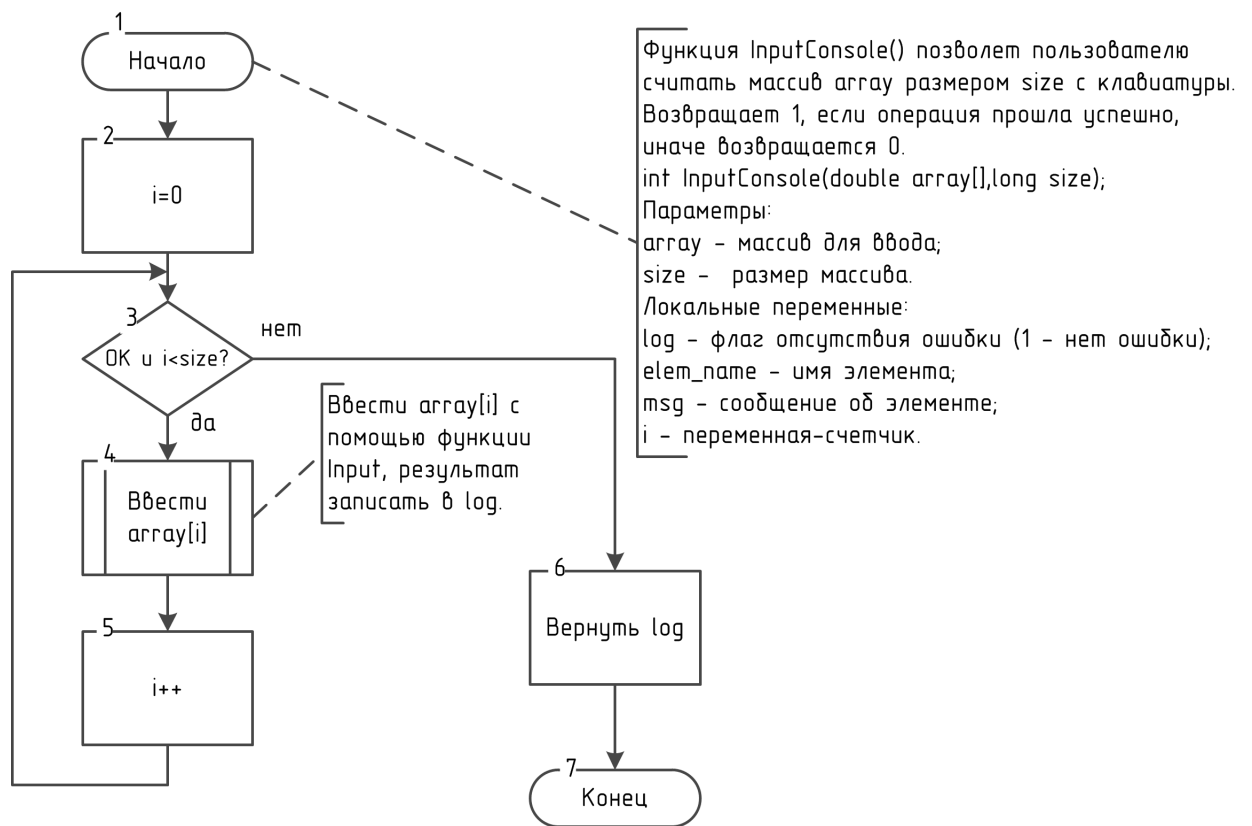 1
Начало
Функция InputConsole() позволет пользователю
считать массив array размером size с клавиатуры.
Возвращает 1, если операция прошла успешно,
иначе возвращается 0.
int InputConsole(double array[],long size);
Параметры:
array – массив для ввода;
size –  размер массива.
Локальные переменные:
log – флаг отсутствия ошибки (1 – нет ошибки);
elem_name – имя элемента;
msg – сообщение об элементе;
i – переменная-счетчик.
2
i=0
3
OK и i<size?
нет
да
4
Ввести
array[i]
Ввести array[i] с
помощью функции
Input, результат
записать в log.
5
i++
6
Вернуть log
7
Конец